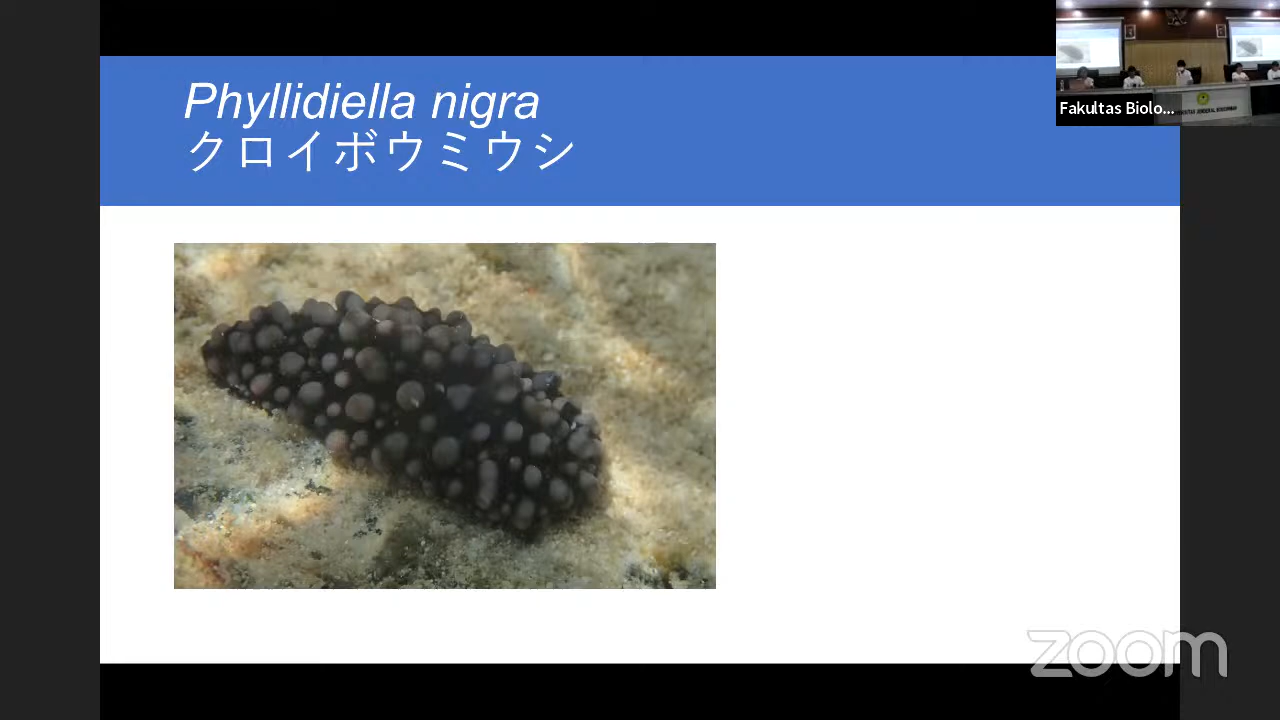 Phyllidiella nigra
クロイボウミウシ
Fakultas Biolo...
zoom